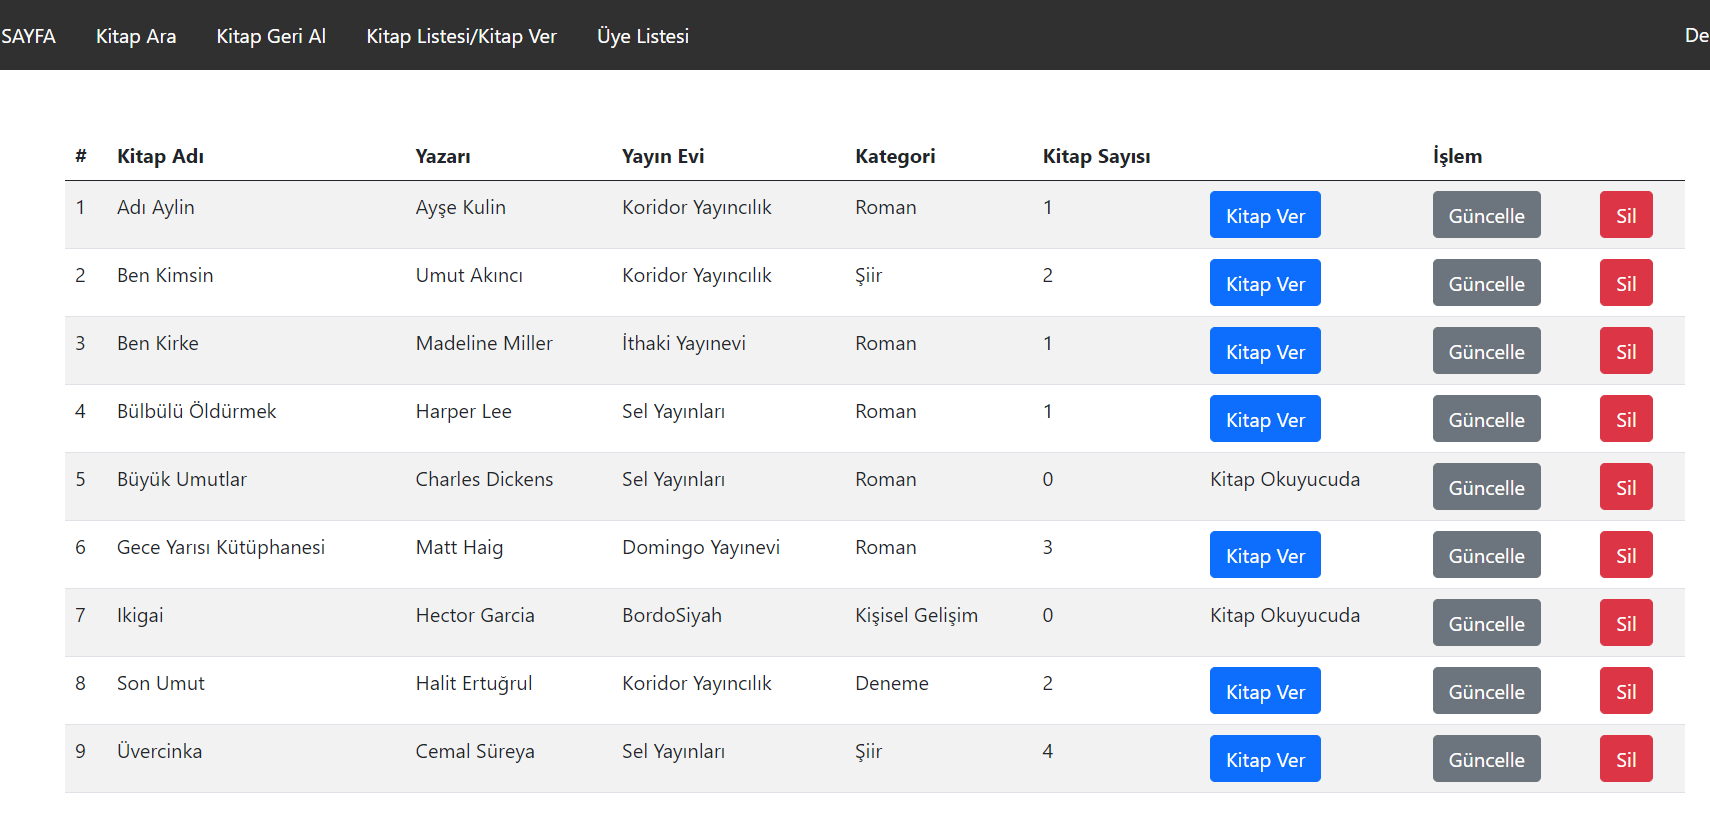 SAYFA Kitap Ara Kitap Geri Al Kitap Listesi/Kitap Ver Üye Listesi De
# Kitap Adı Yazarı Yayın Evi Kategori Kitap Sayısı İşlem
1 Adı Aylin Ayşe Kulin Koridor Yayıncılık Roman 1 Kitap Ver Güncelle Sil
2 Ben Kimsin Umut Akıncı Koridor Yayıncılık Şiir 2 Kitap Ver Güncelle Sil
3 Ben Kirke Madeline Miller İthaki Yayınevi Roman 1 Kitap Ver Güncelle Sil
4 Bülbülü Öldürmek Harper Lee Sel Yayınları Roman 1 Kitap Ver Güncelle Sil
5 Büyük Umutlar Charles Dickens Sel Yayınları Roman 0 Kitap Okuyucuda Güncelle Sil
6 Gece Yarısı Kütüphanesi Matt Haig Domingo Yayınevi Roman 3 Kitap Ver Güncelle Sil
7 Ikigai Hector Garcia BordoSiyah Kişisel Gelişim 0 Kitap Okuyucuda Güncelle Sil
8 Son Umut Halit Ertuğrul Koridor Yayıncılık Deneme 2 Kitap Ver Güncelle Sil
9 Üvercinka Cemal Süreya Sel Yayınları Şiir 4 Kitap Ver Güncelle Sil